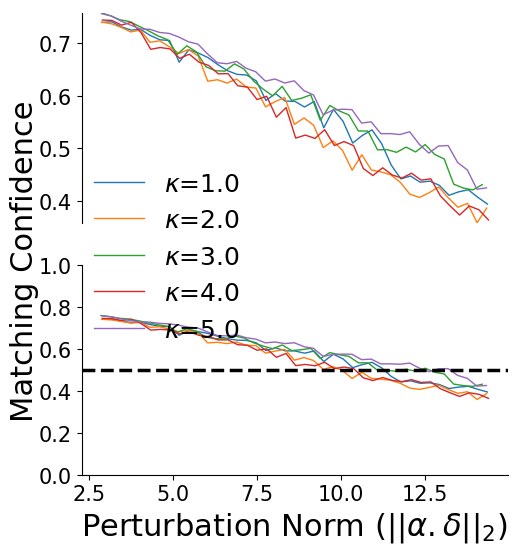 0.7
0.6
0.5
0.4
κ=1.0
κ=2.0
κ=3.0
κ=4.0
κ=5.0
1.0
0.8
0.6
0.4
0.2
0.0
2.5 5.0 7.5 10.0 12.5
Matching Confidence
Perturbation Norm (||α.δ||₂)